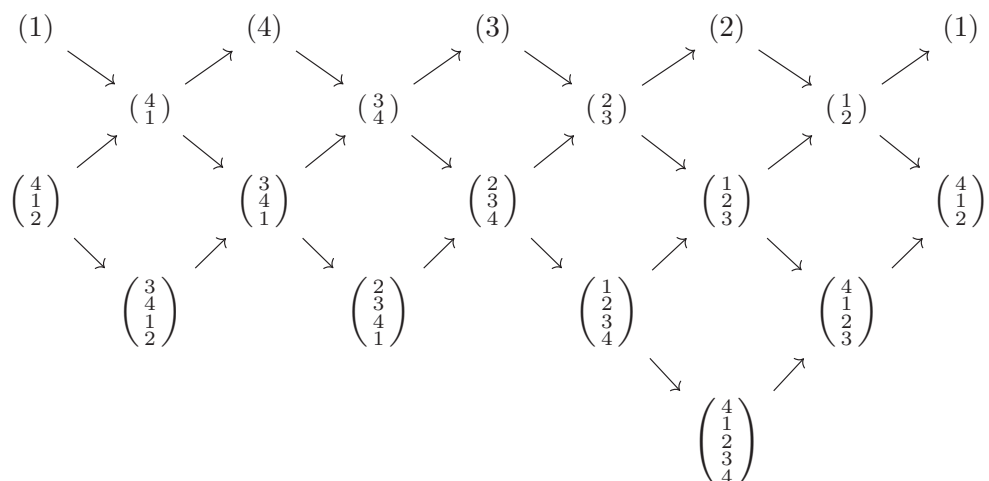 (1) (4) (3) (2) (1)
(4 1) (3 4) (2 3) (1 2)
(4 1 2) (3 4 1) (2 3 4) (1 2 3) (4 1 2)
(3 4 1 2) (2 3 4 1) (1 2 3 4) (4 1 2 3)
(4 1 2 3 4)